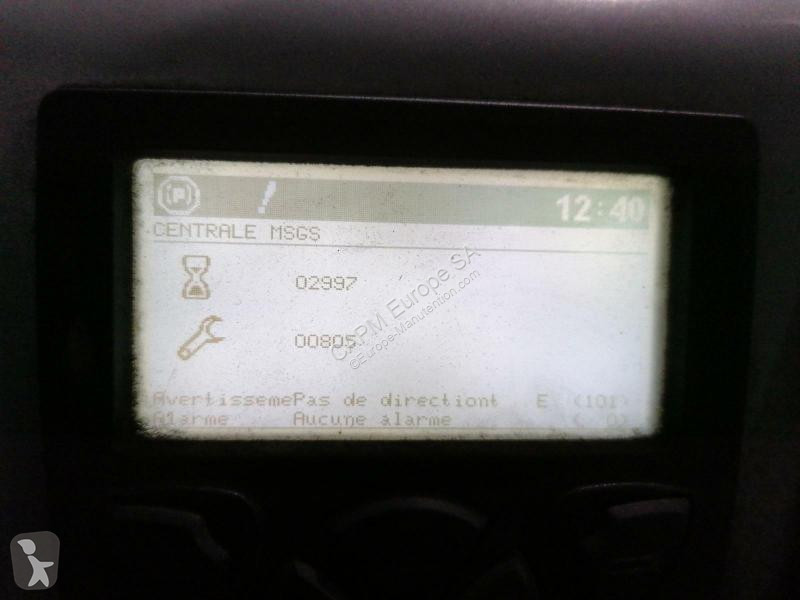 (P) ! 12:40
CENTRALE MSGS
02997
00805
AvertissemePas de directiont E (101)
Alarme Aucune alarme ( 0)
CAPM Europe SA
©Europe-Manutention.com